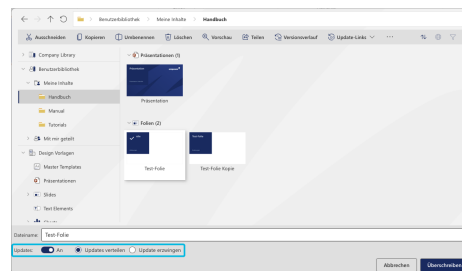 Benutzerbibliothek > Meine Inhalte > Handbuch
Ausschneiden Kopieren Umbenennen Löschen Vorschau Teilen Versionsverlauf Update-Links ...
Company Library
Benutzerbibliothek
Meine Inhalte
Handbuch
Manual
Tutorials
Mit mir geteilt
Design Vorlagen
Master Templates
Präsentationen
Slides
Text Elements
Präsentationen (1)
Präsentation
Folien (2)
Test-Folie
Test-Folie Kopie
Dateiname: Test-Folie
Updates: An Updates verteilen Update erzwingen
Abbrechen Überschreiben